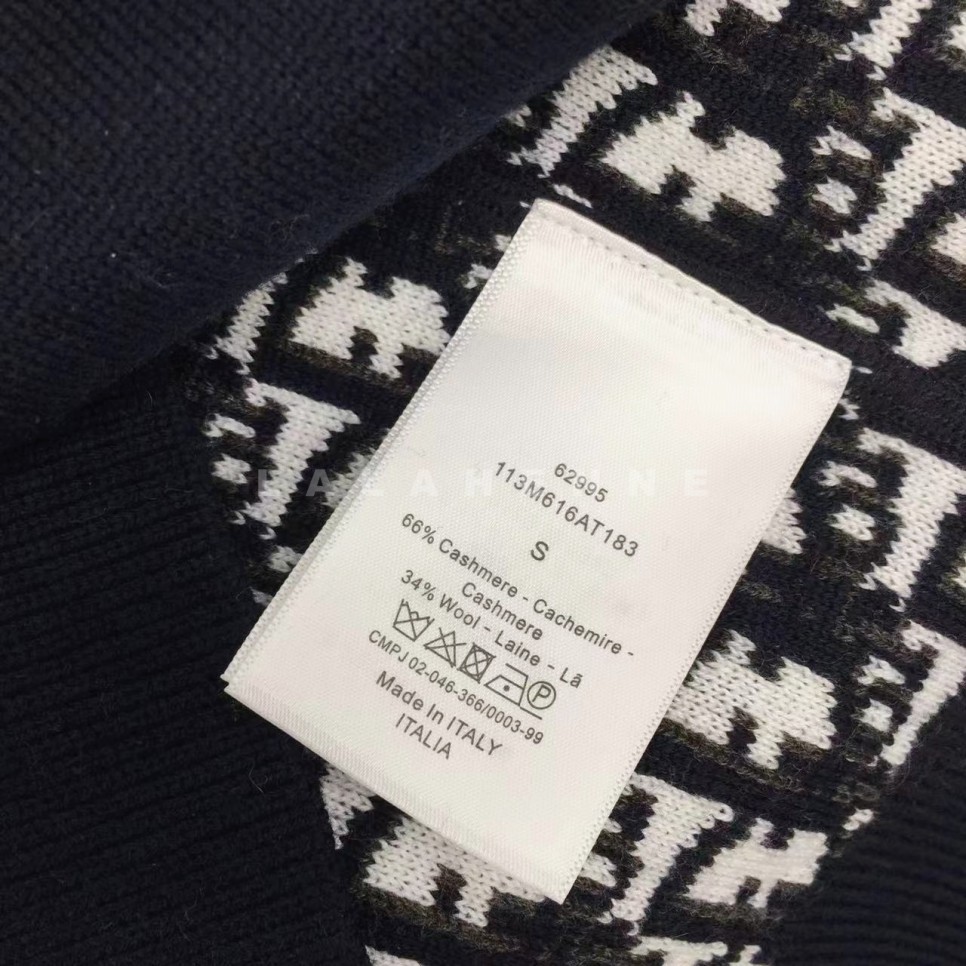 62995
113M616AT183
S
66% Cashmere - Cachemire -
Cashmere
34% Wool - Laine - Lã
P
CMPJ 02-046-366/0003-99
Made In ITALY
ITALIA